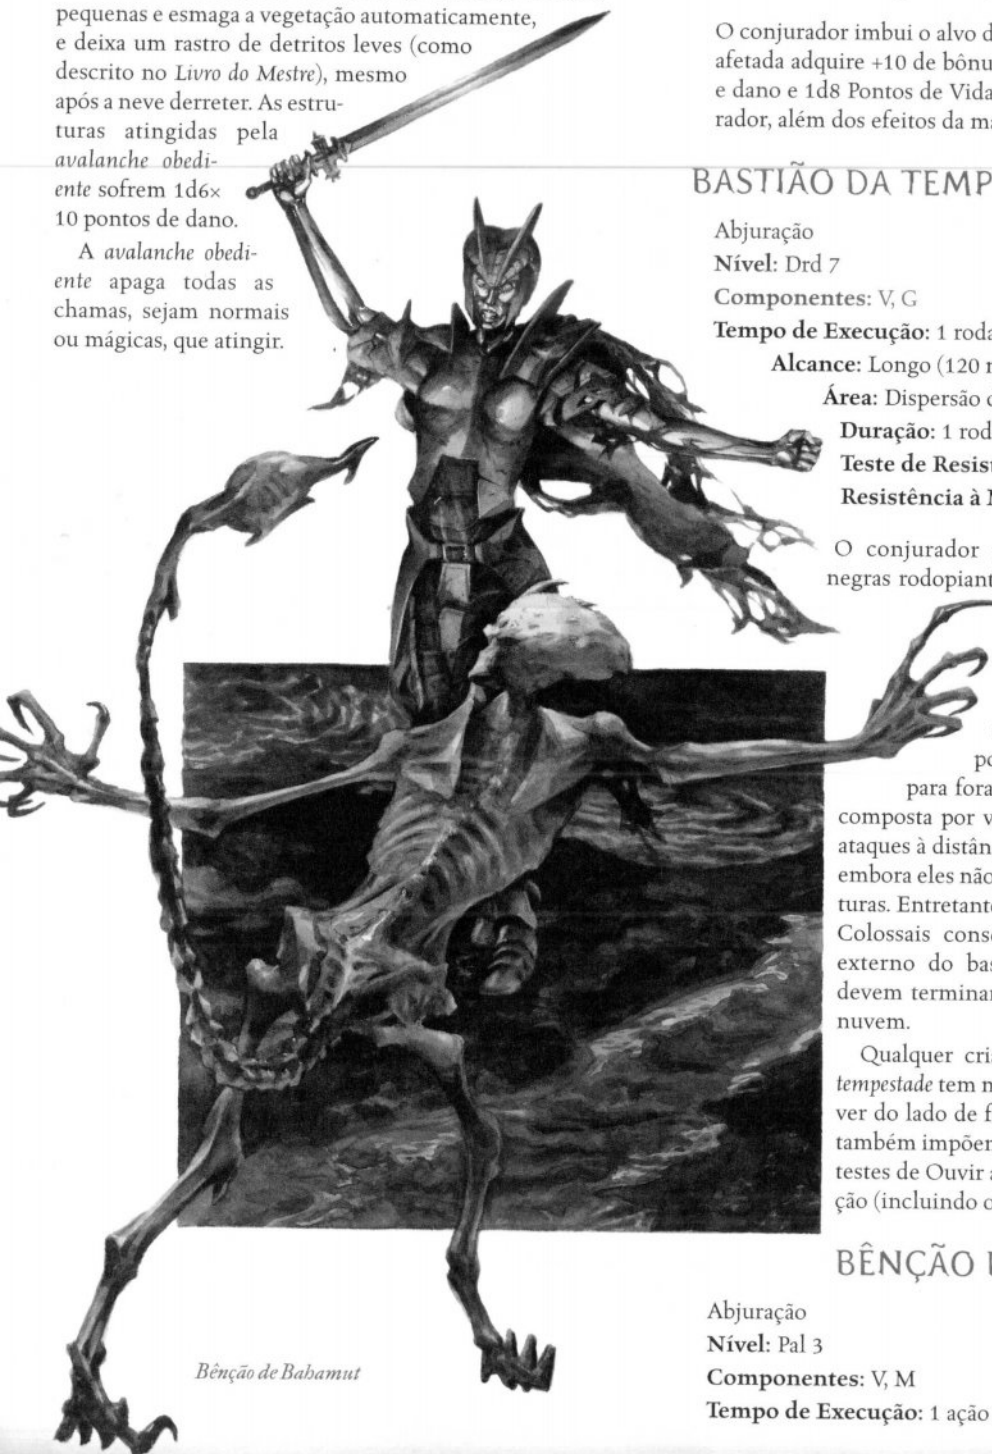 pequenas e esmaga a vegetação automaticamente,
e deixa um rastro de detritos leves (como
descrito no Livro do Mestre), mesmo
após a neve derreter. As estru-
turas atingidas pela
avalanche obedi-
ente sofrem 1d6×
10 pontos de dano.
A avalanche obedi-
ente apaga todas as
chamas, sejam normais
ou mágicas, que atingir.
Bênção de Bahamut
O conjurador imbui o alvo d
afetada adquire +10 de bônu
e dano e 1d8 Pontos de Vida
rador, além dos efeitos da ma
BASTIÃO DA TEMP
Abjuração
Nível: Drd 7
Componentes: V, G
Tempo de Execução: 1 roda
Alcance: Longo (120 
Área: Dispersão 
Duração: 1 rod
Teste de Resist
Resistência à 
O conjurador
negras rodopiant
po
para fora
composta por v
ataques à distân
embora eles não
turas. Entretant
Colossais cons
externo do bas
devem terminar
nuvem.
Qualquer cri
tempestade tem 
ver do lado de f
também impõe
testes de Ouvir 
ção (incluindo 
BÊNÇÃO 
Abjuração
Nível: Pal 3
Componentes: V, M
Tempo de Execução: 1 ação